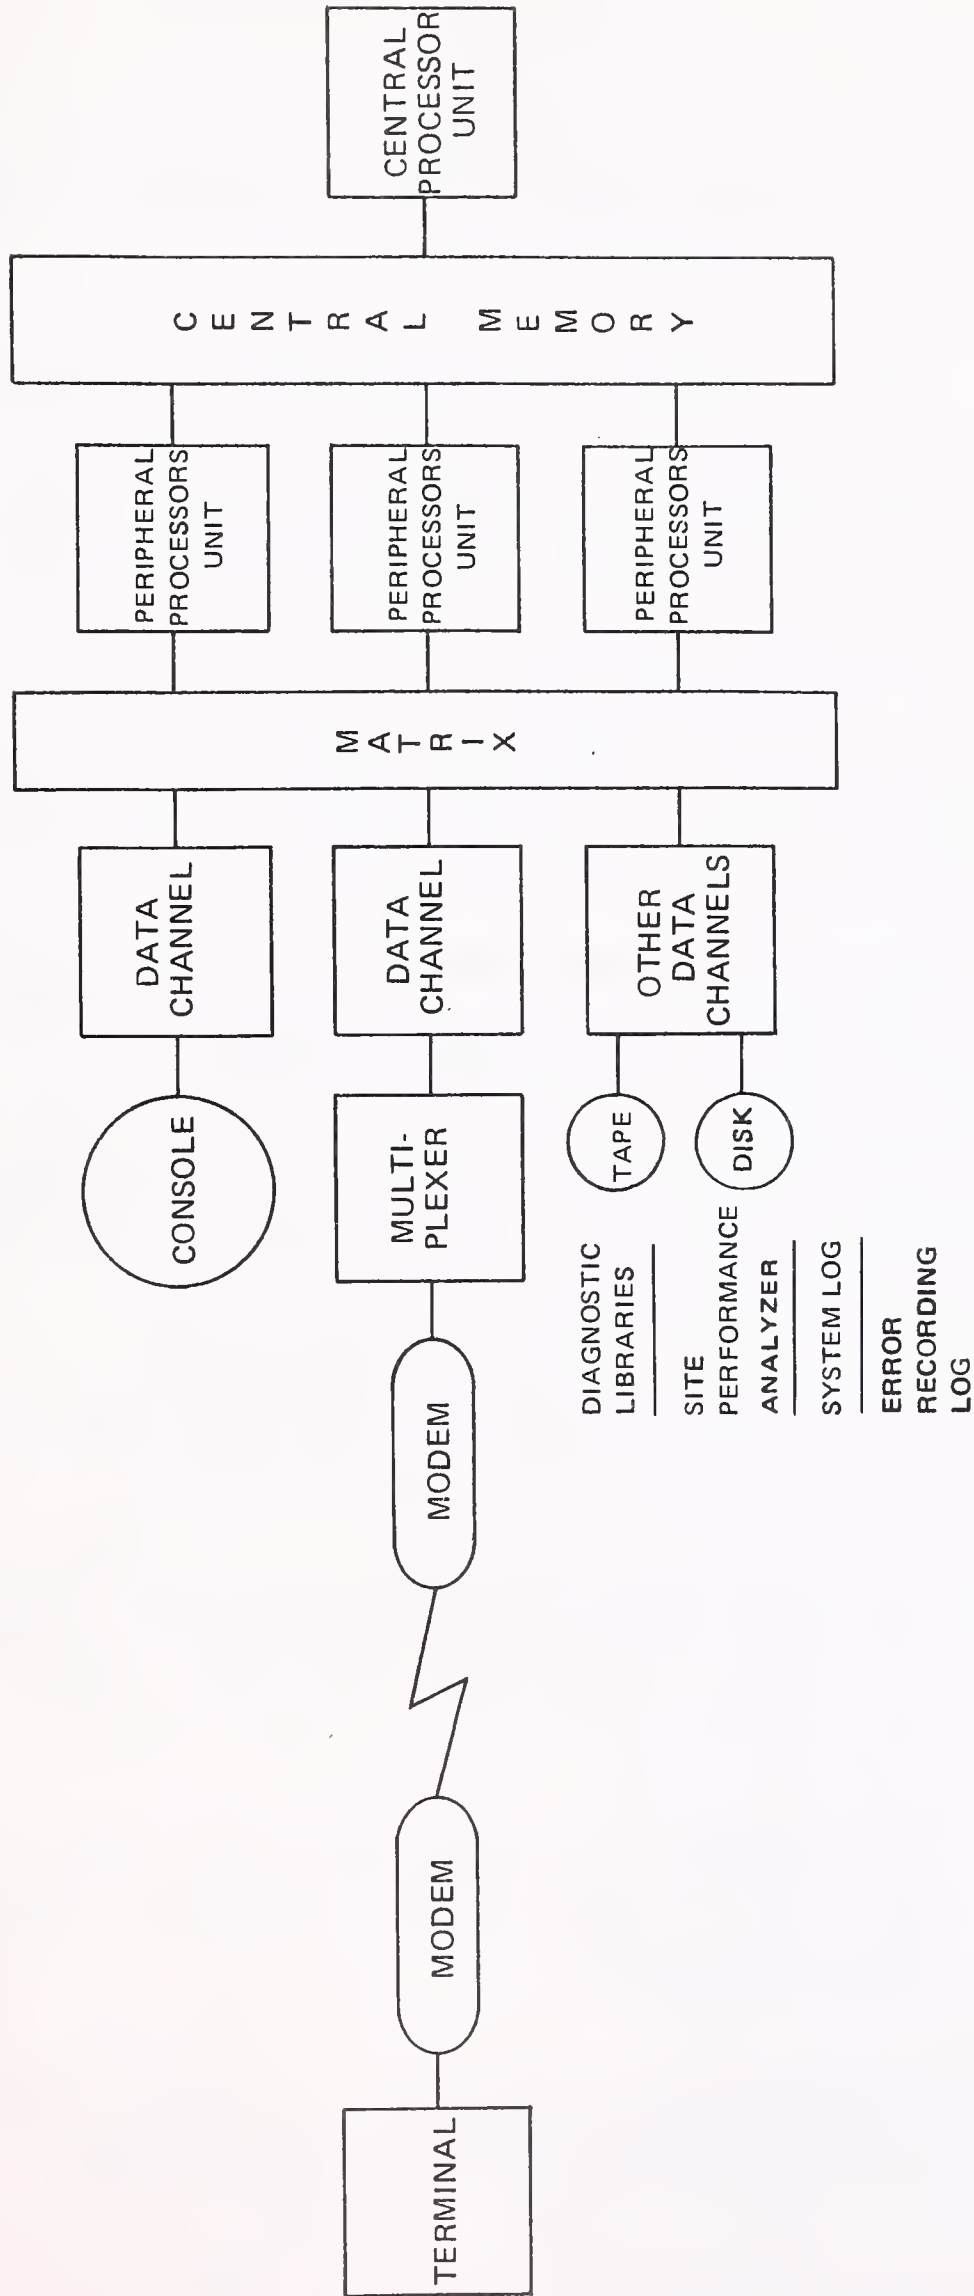 TERMINAL
MODEM
MODEM
MULTI-
PLEXER
CONSOLE
DATA
CHANNEL
DATA
CHANNEL
TAPE
DISK
OTHER
DATA
CHANNELS
DIAGNOSTIC
LIBRARIES
SITE
PERFORMANCE
ANALYZER
SYSTEM LOG
ERROR
RECORDING
LOG
MATRIX
PERIPHERAL
PROCESSORS
UNIT
PERIPHERAL
PROCESSORS
UNIT
PERIPHERAL
PROCESSORS
UNIT
CENTRAL MEMORY
CENTRAL
PROCESSOR
UNIT